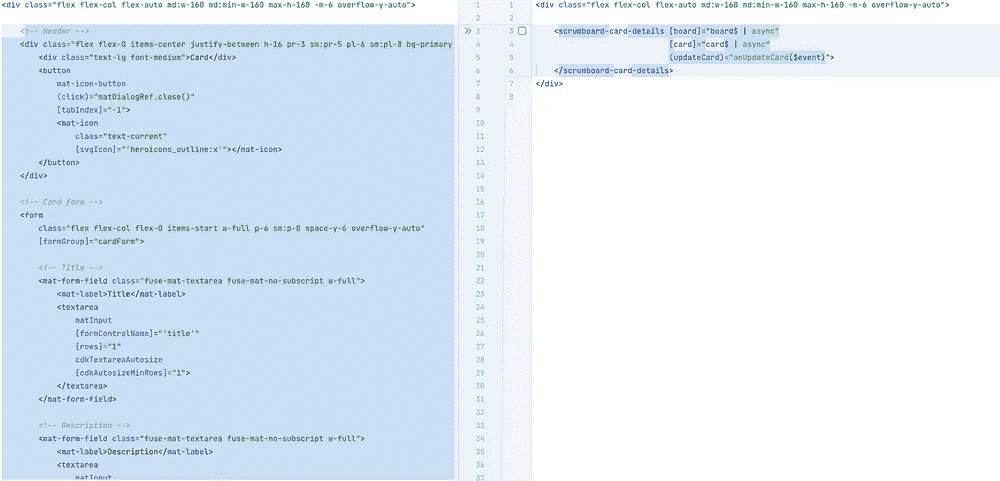 <div class="flex flex-col flex-auto md:w-160 md:min-w-160 max-h-160 -m-6 overflow-y-auto">
<!-- Header -->
<div class="flex flex-0 items-center justify-between h-16 pr-3 sm:pr-5 pl-6 sm:pl-8 bg-primary
<div class="text-lg font-medium">Card</div>
<button
mat-icon-button
(click)="matDialogRef.close()"
[tabIndex]="-1">
<mat-icon
class="text-current"
[svgIcon]="'heroicons_outline:x'"></mat-icon>
</button>
</div>
<!-- Card form -->
<form
class="flex flex-col flex-0 items-start w-full p-6 sm:p-8 space-y-6 overflow-y-auto"
[formGroup]="cardForm">
<!-- Title -->
<mat-form-field class="fuse-mat-textarea fuse-mat-no-subscript w-full">
<mat-label>Title</mat-label>
<textarea
matInput
[formControlName]="'title'"
[rows]="1"
cdkTextareaAutosize
[cdkAutosizeMinRows]="1">
</textarea>
</mat-form-field>
<!-- Description -->
<mat-form-field class="fuse-mat-textarea fuse-mat-no-subscript w-full">
<mat-label>Description</mat-label>
<textarea
matInput
1
2
3
4
5
6
7
8
9
10
11
12
13
14
15
16
17
18
19
20
21
22
23
24
25
26
27
28
29
30
31
32
33
34
35
36
37
1
2
3
4
5
6
7
8
<div class="flex flex-col flex-auto md:w-160 md:min-w-160 max-h-160 -m-6 overflow-y-auto">
<scrumboard-card-details [board]="board$ | async"
[card]="card$ | async"
(updateCard)="onUpdateCard($event)">
</scrumboard-card-details>
</div>